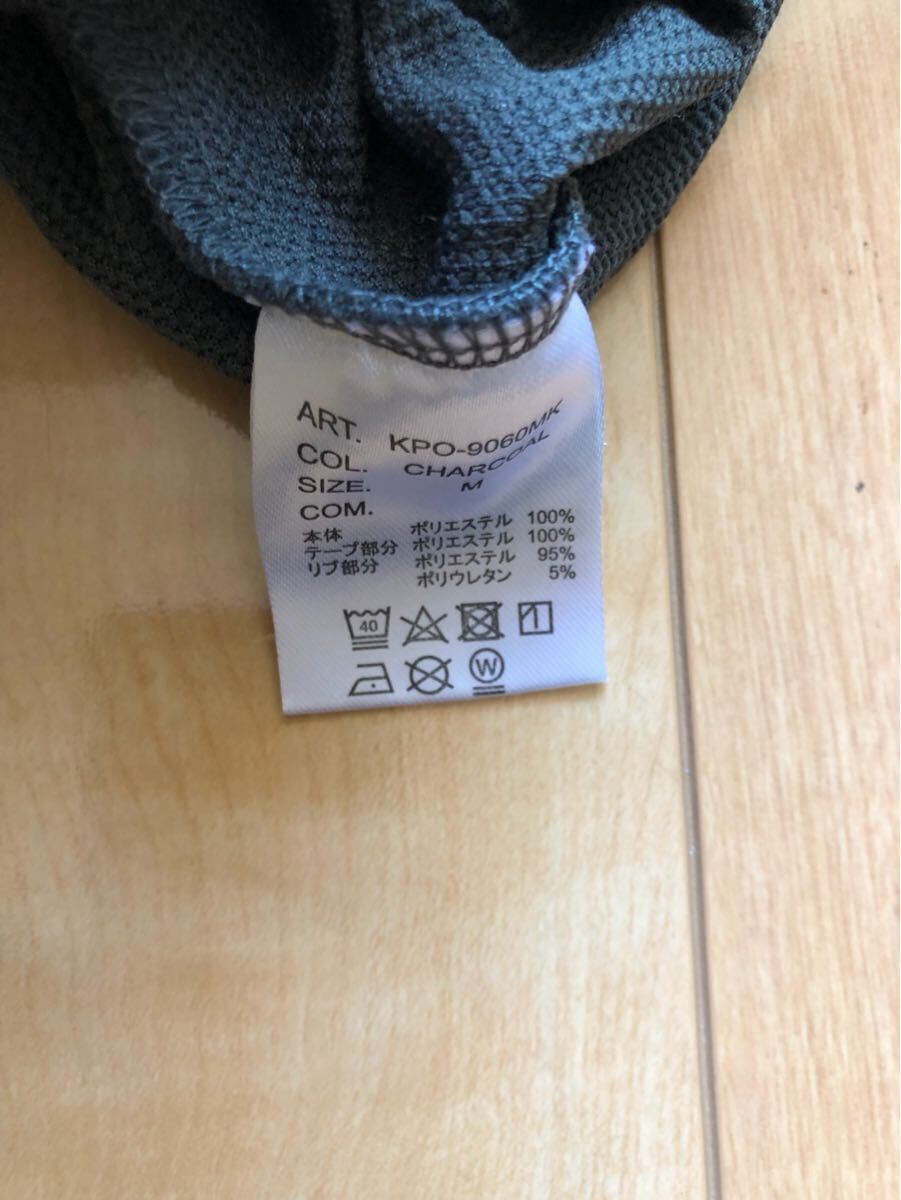 ART. KPO-9060MK
COL. CHARCOAL
SIZE. M
COM.
本体 ポリエステル 100%
テープ部分 ポリエステル 100%
リブ部分 ポリエステル 95%
ポリウレタン 5%
40
W